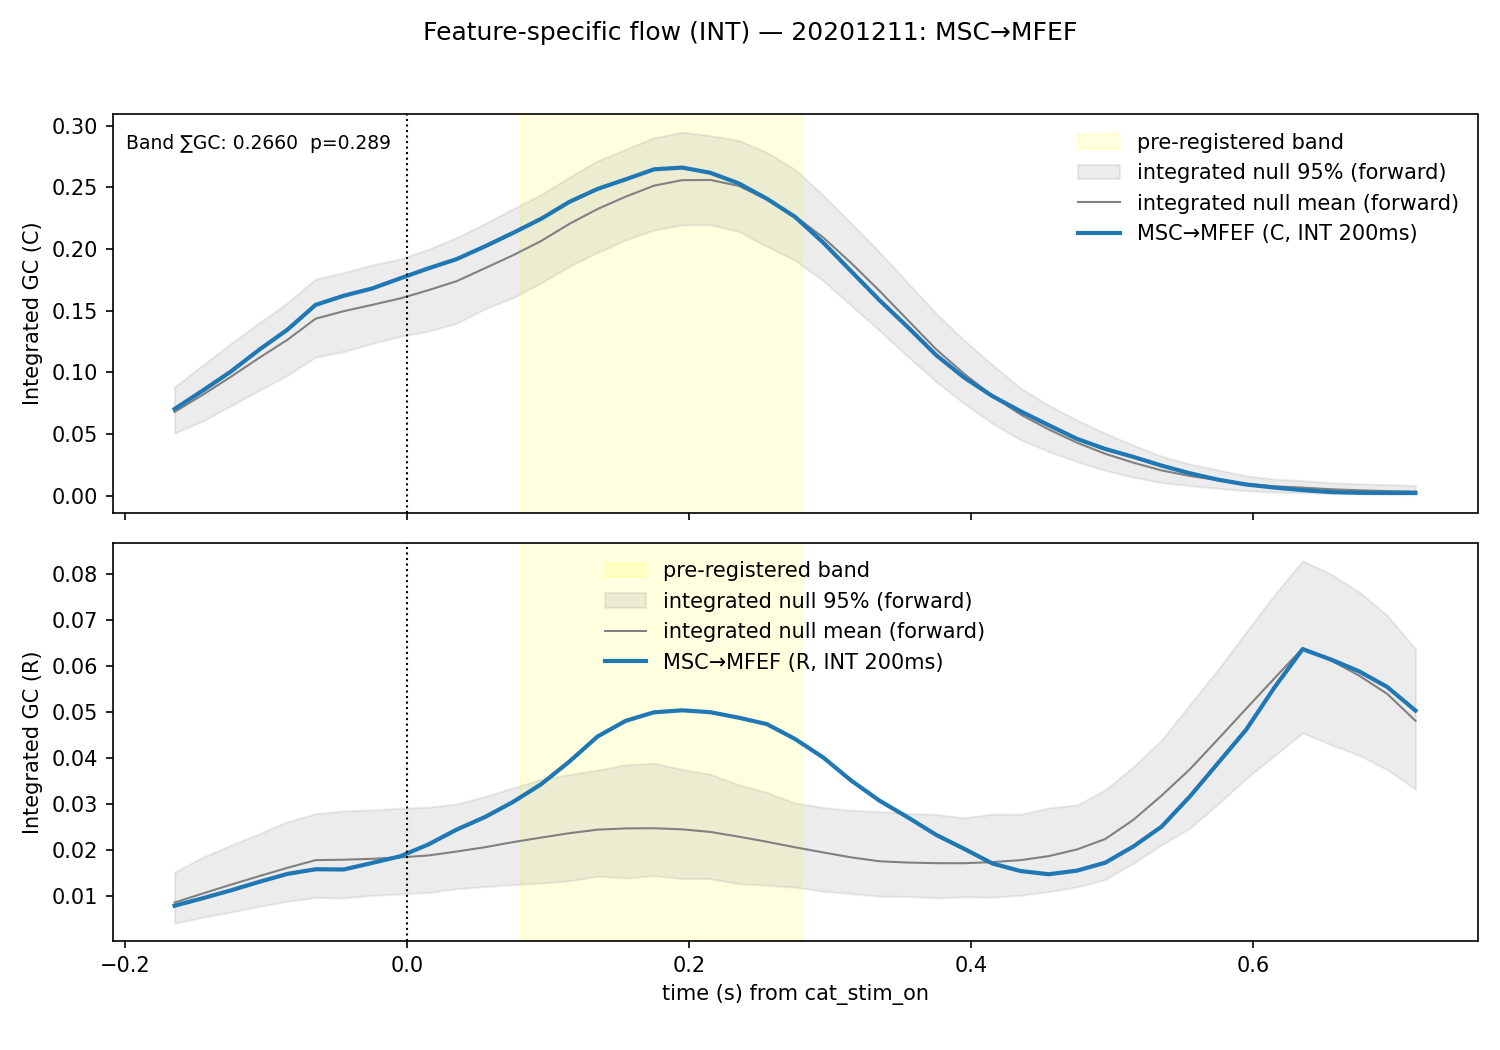 Feature-specific flow (INT) — 20201211: MSC→MFEF
Band ∑GC: 0.2660  p=0.289
pre-registered band
integrated null 95% (forward)
integrated null mean (forward)
MSC→MFEF (C, INT 200ms)
Integrated GC (C)
0.30
0.25
0.20
0.15
0.10
0.05
0.00
pre-registered band
integrated null 95% (forward)
integrated null mean (forward)
MSC→MFEF (R, INT 200ms)
Integrated GC (R)
0.08
0.07
0.06
0.05
0.04
0.03
0.02
0.01
−0.2
0.0
0.2
0.4
0.6
time (s) from cat_stim_on